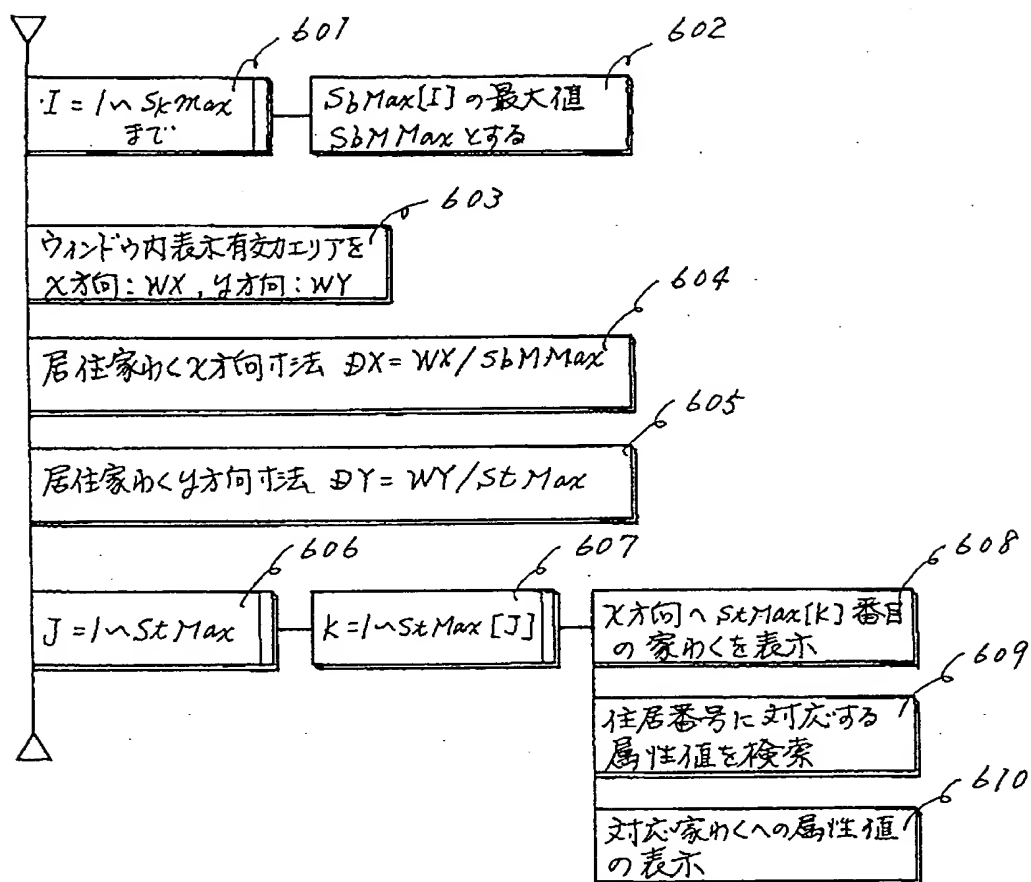 601
602
I = 1～Skmax
まで
SbMax[I]の最大値
SbMMaxとする
603
ウィンドウ内表示有効エリアを
x方向：WX，y方向：WY
604
居住家わくx方向寸法 DX=WX/SbMMax
605
居住家わくy方向寸法 DY=WY/StMax
606
607
608
J=1～StMax
K=1～StMax[J]
x方向へStMax[K]番目
の家わくを表示
609
住居番号に対応する
属性値を検索
610
対応家わくへの属性値
の表示